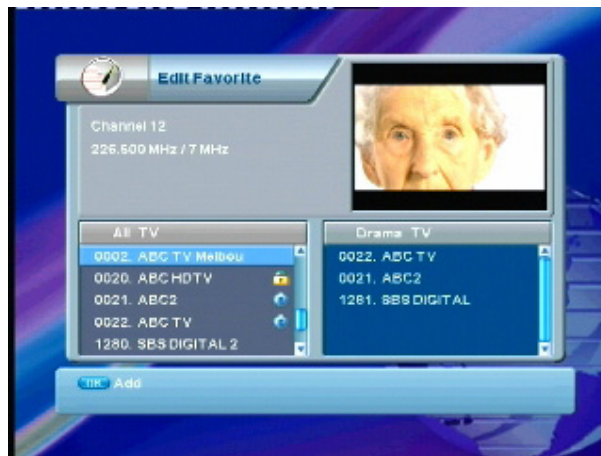 Edit Favorite
Channel 12
226.500 MHz / 7 MHz
All TV
0002. ABC TV Melbou
0020. ABC HDTV
0021. ABC2
0022. ABC TV
1280. SBS DIGITAL 2
Drama TV
0022. ABC TV
0021. ABC2
1281. SBS DIGITAL
OK Add